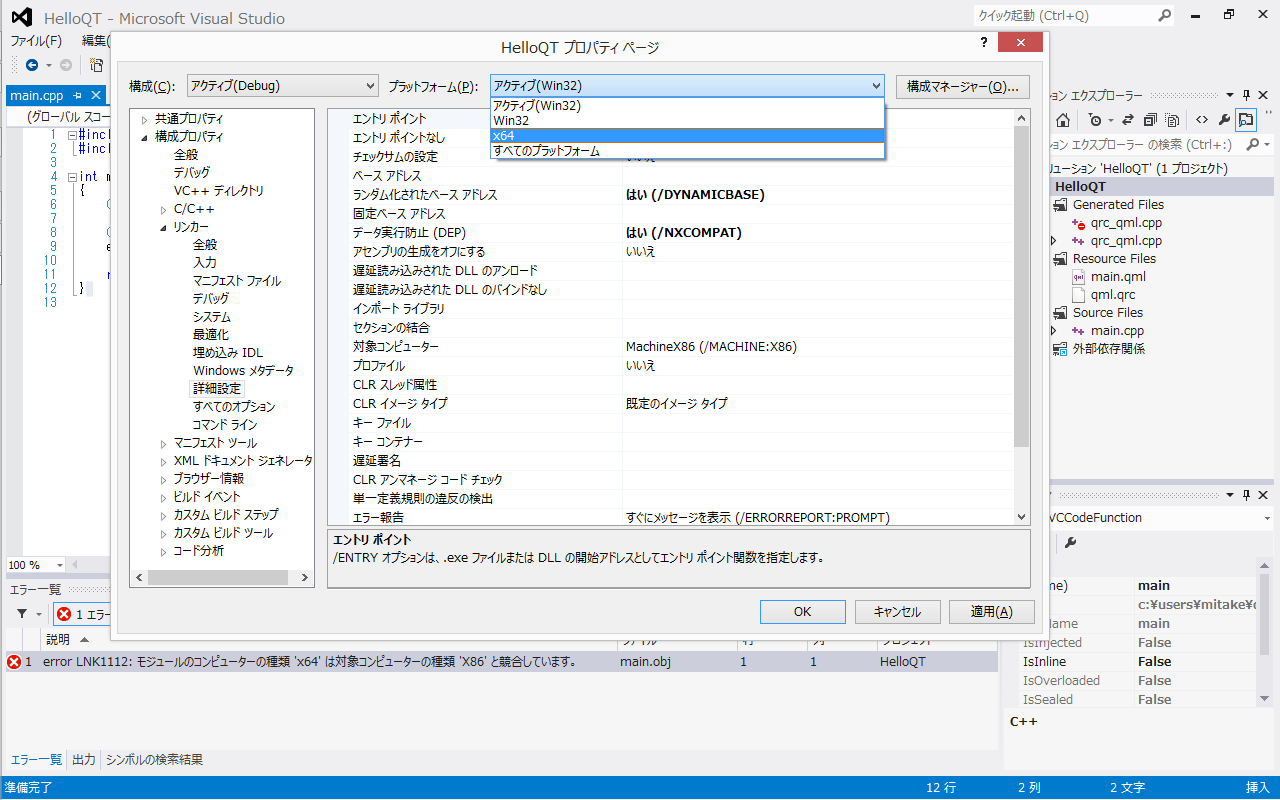 HelloQT - Microsoft Visual Studio
クイック起動 (Ctrl+Q)
ファイル(F) 編集(
HelloQT プロパティ ページ
?
構成(C): アクティブ(Debug) プラットフォーム(P): アクティブ(Win32) 構成マネージャー(O)...
アクティブ(Win32)
Win32
x64
すべてのプラットフォーム
main.cpp
(グローバル スコー
1 #incl
2 #incl
3
4 int m
5 {
6
7
8
9 e
10
11 r
12 }
13
100 %
共通プロパティ
構成プロパティ
全般
デバッグ
VC++ ディレクトリ
C/C++
リンカー
全般
入力
マニフェスト ファイル
デバッグ
システム
最適化
埋め込み IDL
Windows メタデータ
詳細設定
すべてのオプション
コマンド ライン
マニフェスト ツール
XML ドキュメント ジェネレータ
ブラウザー情報
ビルド イベント
カスタム ビルド ステップ
カスタム ビルド ツール
コード分析
エントリ ポイント
エントリ ポイントなし
チェックサムの設定 いいえ
ベース アドレス
ランダム化されたベース アドレス はい (/DYNAMICBASE)
固定ベース アドレス
データ実行防止 (DEP) はい (/NXCOMPAT)
アセンブリの生成をオフにする いいえ
遅延読み込みされた DLL のアンロード
遅延読み込みされた DLL のバインドなし
インポート ライブラリ
セクションの結合
対象コンピューター MachineX86 (/MACHINE:X86)
プロファイル いいえ
CLR スレッド属性
CLR イメージ タイプ 既定のイメージ タイプ
キー ファイル
キー コンテナー
遅延署名
CLR アンマネージ コード チェック
単一定義規則の違反の検出
エラー報告 すぐにメッセージを表示 (/ERRORREPORT:PROMPT)
エントリ ポイント
/ENTRY オプションは、.exe ファイルまたは DLL の開始アドレスとしてエントリ ポイント関数を指定します。
OK キャンセル 適用(A)
ション エクスプローラー
ション エクスプローラー の検索 (Ctrl+:)
リューション 'HelloQT' (1 プロジェクト)
HelloQT
Generated Files
qrc_qml.cpp
qrc_qml.cpp
Resource Files
main.qml
qml.qrc
Source Files
main.cpp
外部依存関係
VCCodeFunction
me) main
c:¥users¥mitake¥d
ame main
IsInjected False
IsInline False
IsOverloaded False
IsSealed False
C++
エラー一覧
1 エラー
説明 ファイル 行 列 プロジェクト
1 error LNK1112: モジュールのコンピューターの種類 'x64' は対象コンピューターの種類 'X86' と競合しています。 main.obj 1 1 HelloQT
エラー一覧 出力 シンボルの検索結果
準備完了 12 行 2 列 2 文字 挿入